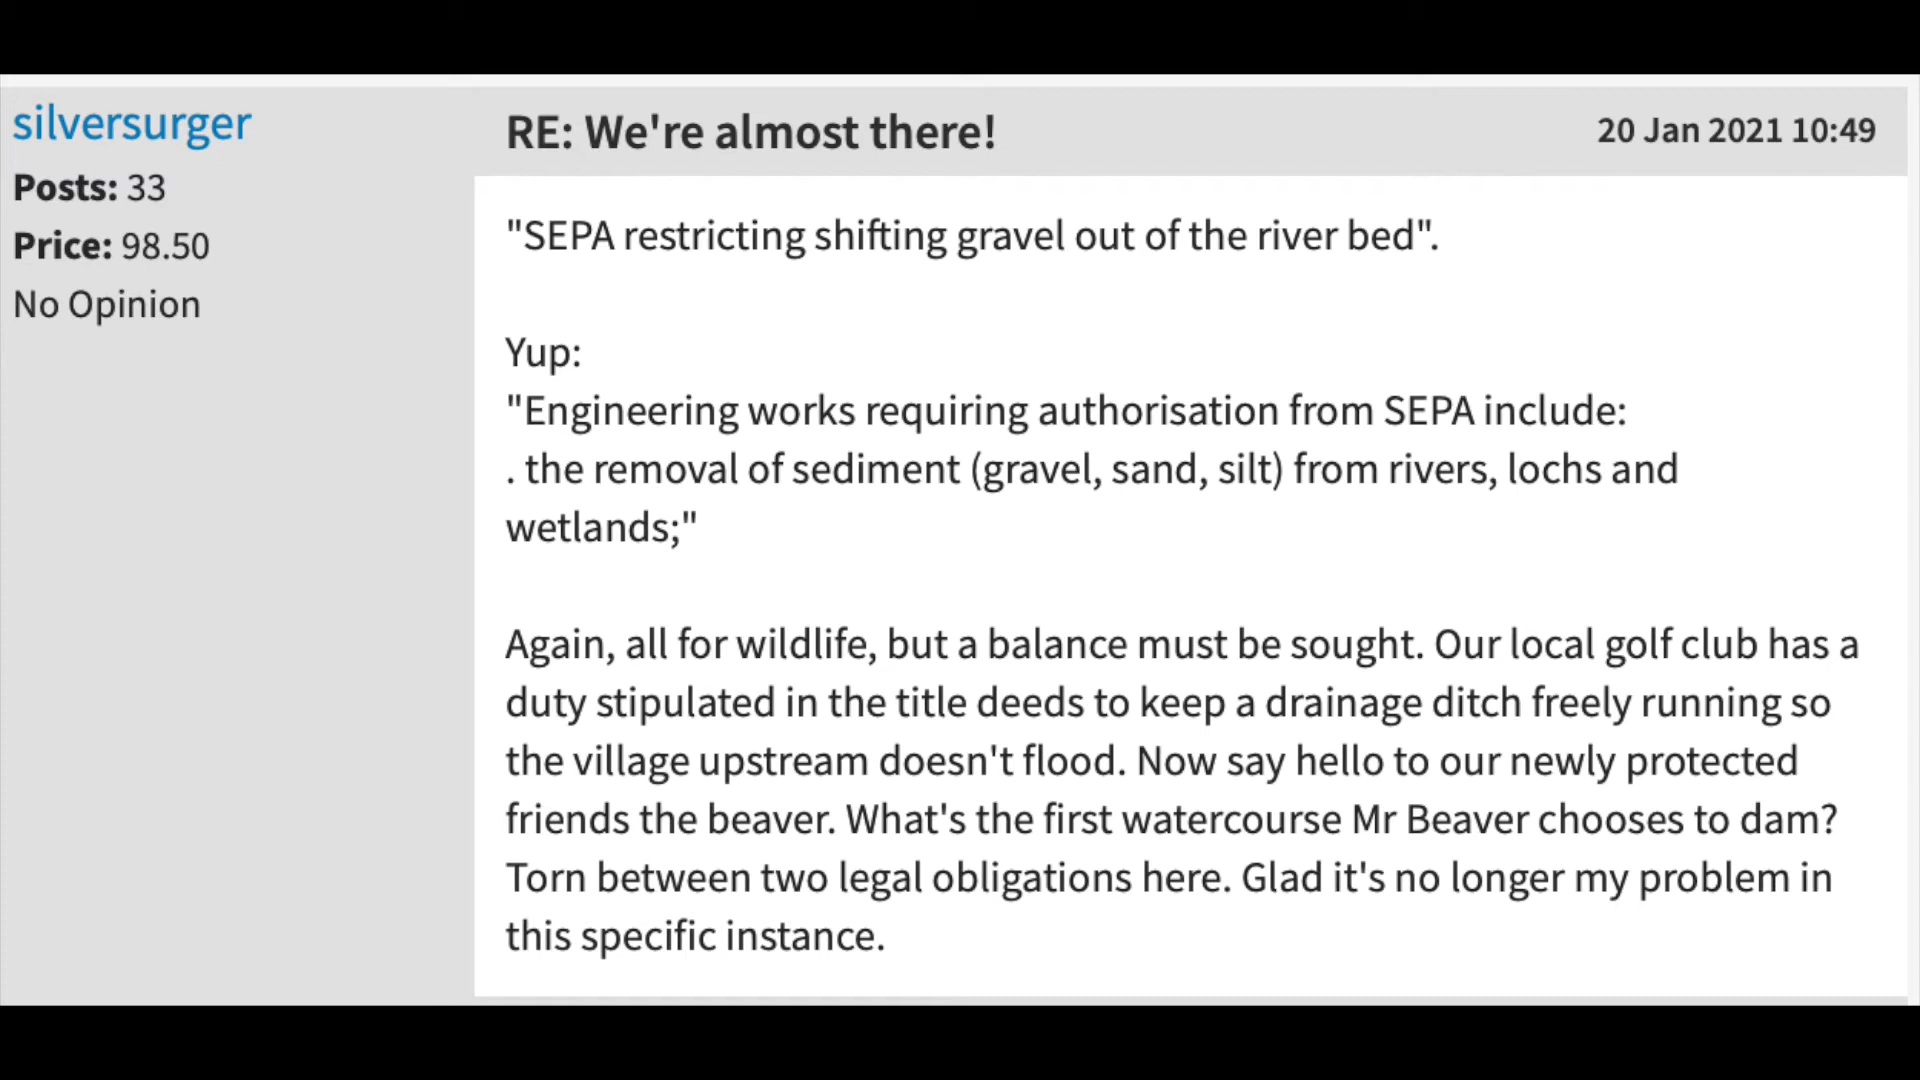 silversurger
Posts: 33
Price: 98.50
No Opinion
RE: We're almost there!
20 Jan 2021 10:49
"SEPA restricting shifting gravel out of the river bed".
Yup:
"Engineering works requiring authorisation from SEPA include:
. the removal of sediment (gravel, sand, silt) from rivers, lochs and
wetlands;"
Again, all for wildlife, but a balance must be sought. Our local golf club has a
duty stipulated in the title deeds to keep a drainage ditch freely running so
the village upstream doesn't flood. Now say hello to our newly protected
friends the beaver. What's the first watercourse Mr Beaver chooses to dam?
Torn between two legal obligations here. Glad it's no longer my problem in
this specific instance.